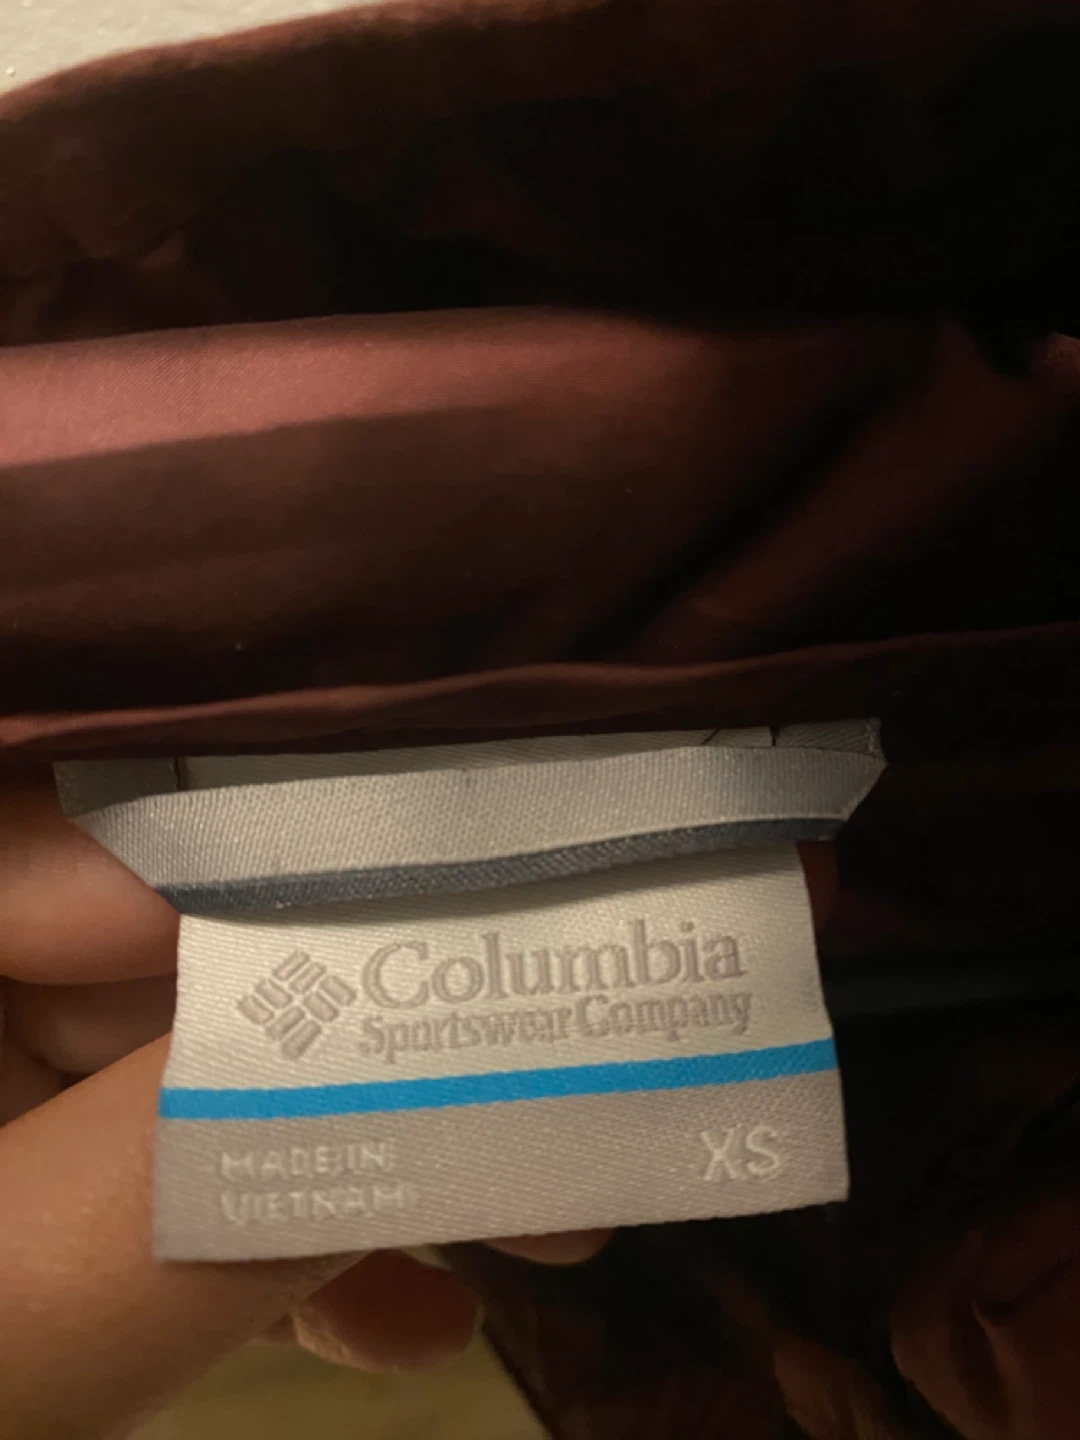 Columbia
Sportswear Company
MADE IN
VIETNAM
XS